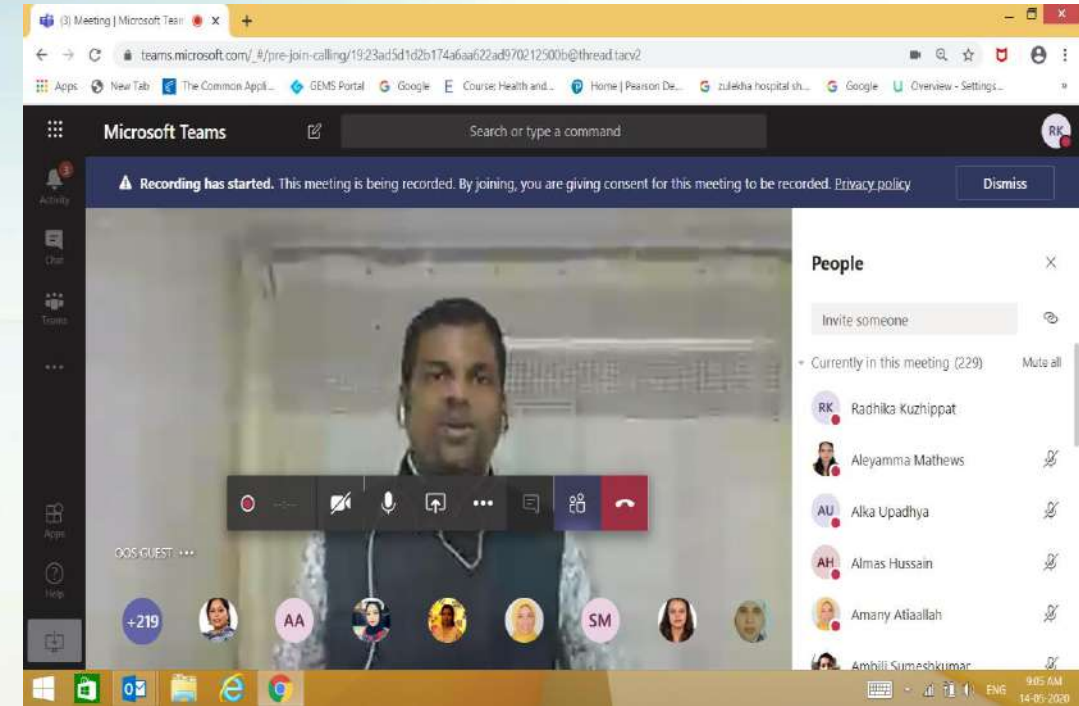 (3) Meeting | Microsoft Team
teams.microsoft.com/_#/pre-join-calling/19:23ad5d1d2b174a6aa622ad970212500b@thread.tacv2
Apps New Tab The Common Appli... GEMS Portal Google Course: Health and... Home | Pearson De... zulekha hospital sh... Google Overview - Settings...
Microsoft Teams
Search or type a command
RK
3
Activity
Recording has started. This meeting is being recorded. By joining, you are giving consent for this meeting to be recorded. Privacy policy
Dismiss
Chat
Teams
People
Invite someone
Currently in this meeting (229)
Mute all
RK Radhika Kuzhippat
Aleyamma Mathews
AU Alka Upadhya
AH Almas Hussain
Amany Atiaallah
Ambili Sumeshkumar
Apps
Help
--:--
OOS GUEST
+219
AA
SM
ENG
9:05 AM
14-05-2020